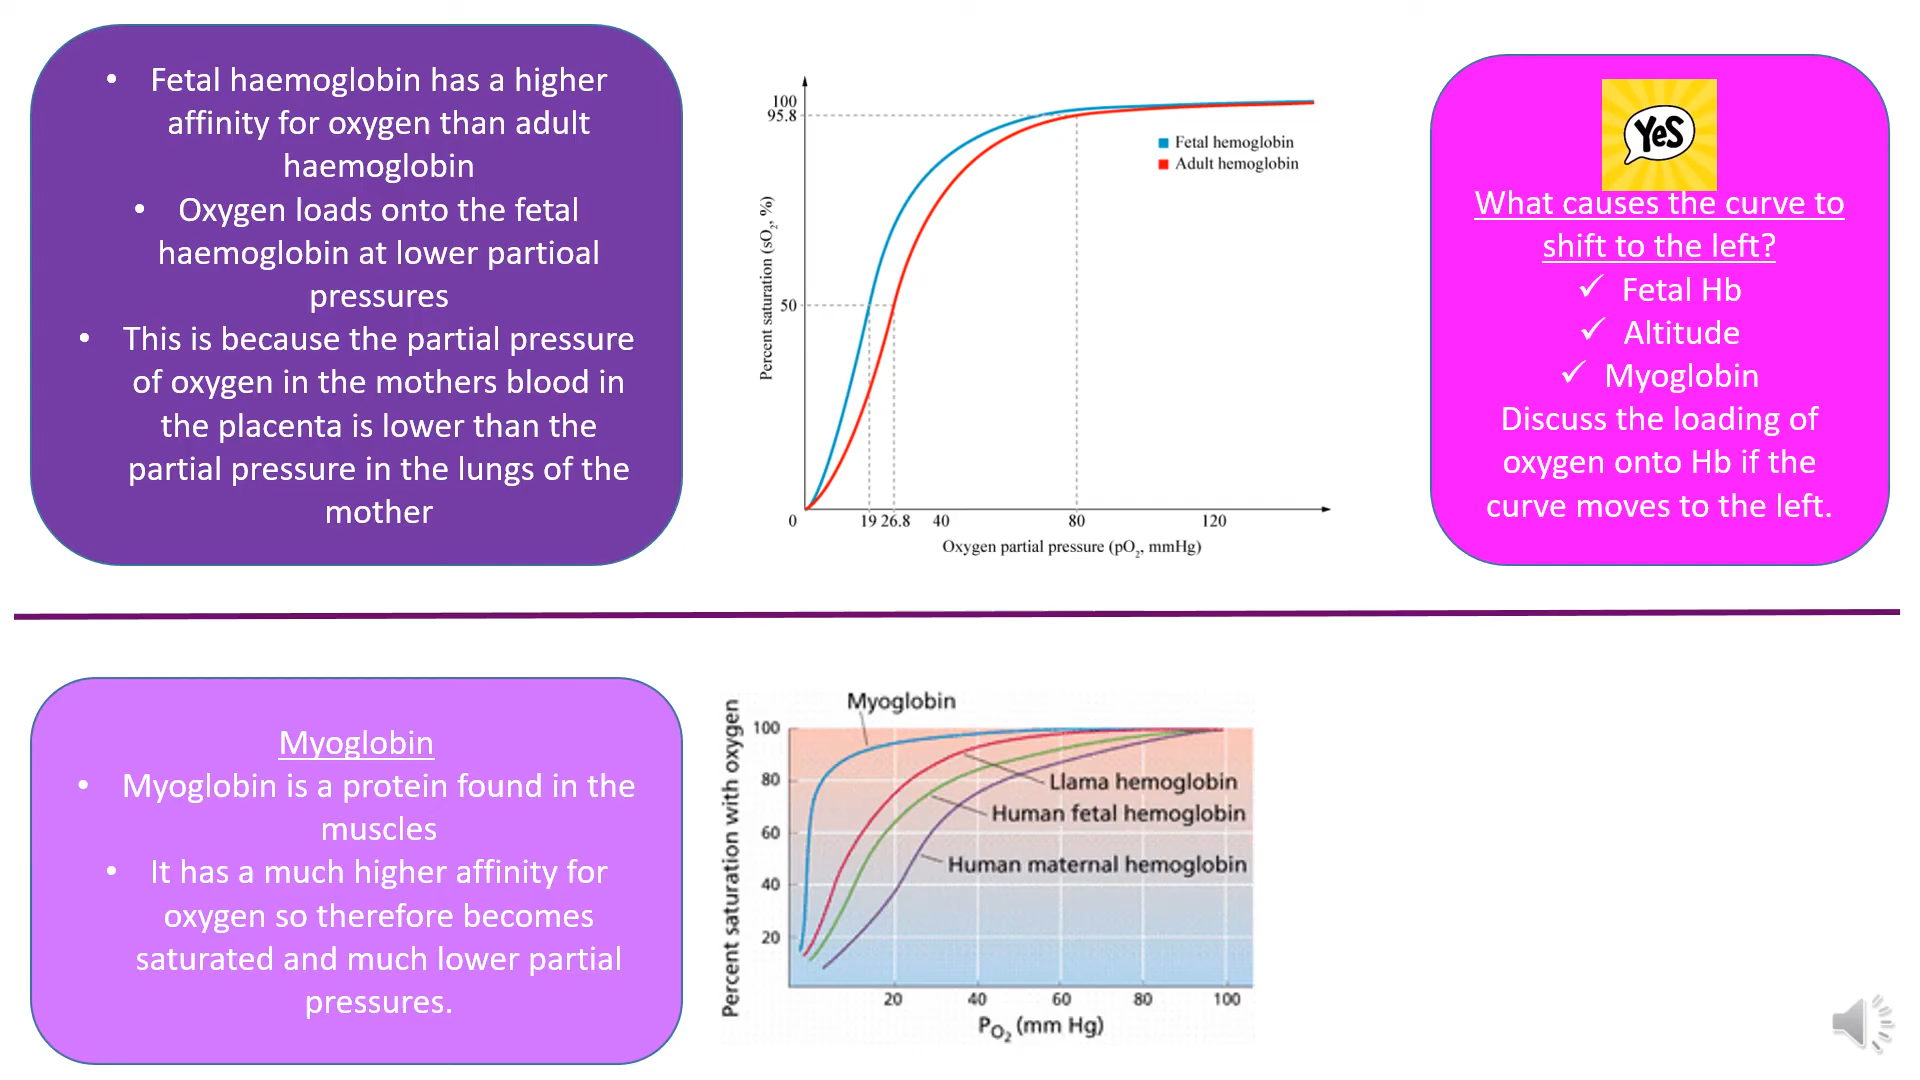 • Fetal haemoglobin has a higher
affinity for oxygen than adult
haemoglobin
• Oxygen loads onto the fetal
haemoglobin at lower partioal
pressures
• This is because the partial pressure
of oxygen in the mothers blood in
the placenta is lower than the
partial pressure in the lungs of the
mother
100
95.8
50
0
19 26.8 40 80 120
Percent saturation (sO2, %)
Oxygen partial pressure (pO2, mmHg)
Fetal hemoglobin
Adult hemoglobin
YeS
What causes the curve to
shift to the left?
✓ Fetal Hb
✓ Altitude
✓ Myoglobin
Discuss the loading of
oxygen onto Hb if the
curve moves to the left.
Myoglobin
• Myoglobin is a protein found in the
muscles
• It has a much higher affinity for
oxygen so therefore becomes
saturated and much lower partial
pressures.
Percent saturation with oxygen
100
80
60
40
20
Myoglobin
Llama hemoglobin
Human fetal hemoglobin
Human maternal hemoglobin
20 40 60 80 100
PO2 (mm Hg)